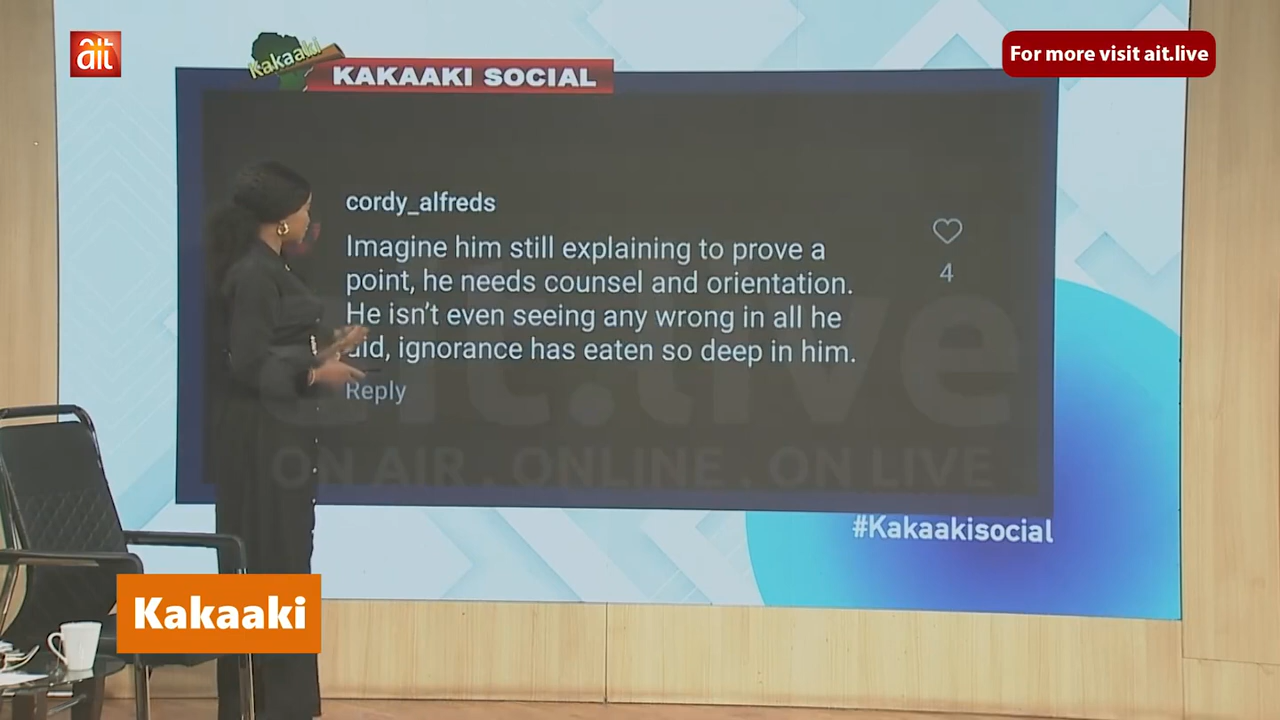 ait
For more visit ait.live
Kakaaki
KAKAAKI SOCIAL
cordy_alfreds
Imagine him still explaining to prove a
point, he needs counsel and orientation.
He isn't even seeing any wrong in all he
did, ignorance has eaten so deep in him.
4
Reply
ait.live
ON AIR . ONLINE . ON LIVE
#Kakaakisocial
Kakaaki